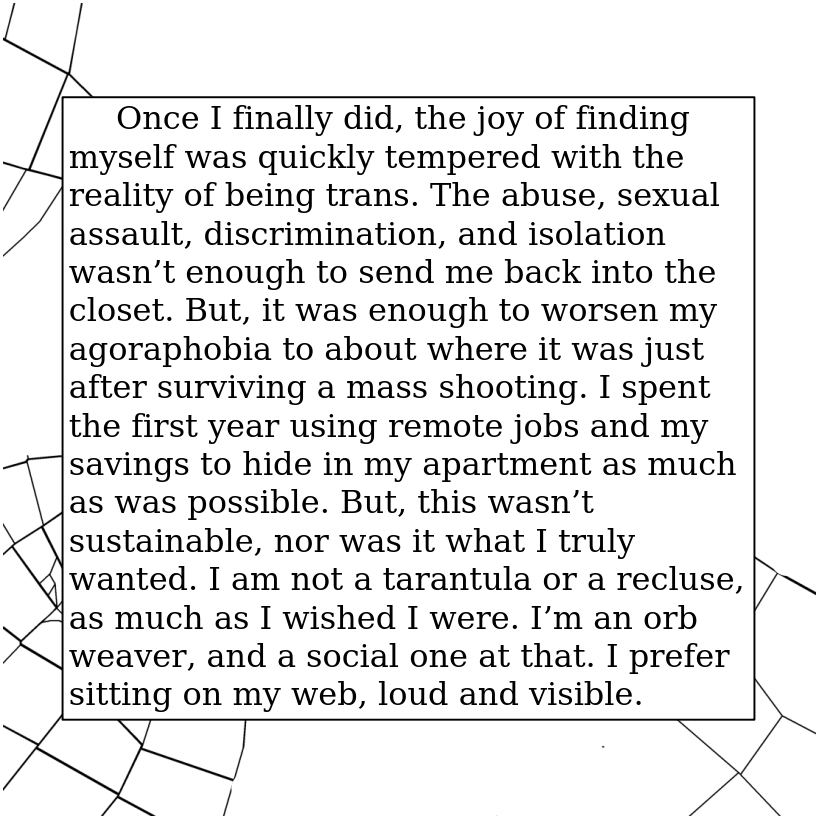 Once I finally did, the joy of finding
myself was quickly tempered with the
reality of being trans. The abuse, sexual
assault, discrimination, and isolation
wasn’t enough to send me back into the
closet. But, it was enough to worsen my
agoraphobia to about where it was just
after surviving a mass shooting. I spent
the first year using remote jobs and my
savings to hide in my apartment as much
as was possible. But, this wasn’t
sustainable, nor was it what I truly
wanted. I am not a tarantula or a recluse,
as much as I wished I were. I’m an orb
weaver, and a social one at that. I prefer
sitting on my web, loud and visible.